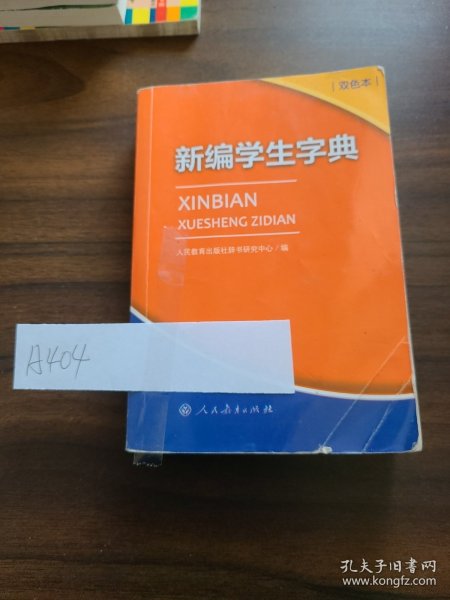 双色本
新编学生字典
XINBIAN
XUESHENG ZIDIAN
人民教育出版社辞书研究中心/编
A404
人民教育出版社
孔夫子旧书网
www.kongfz.com